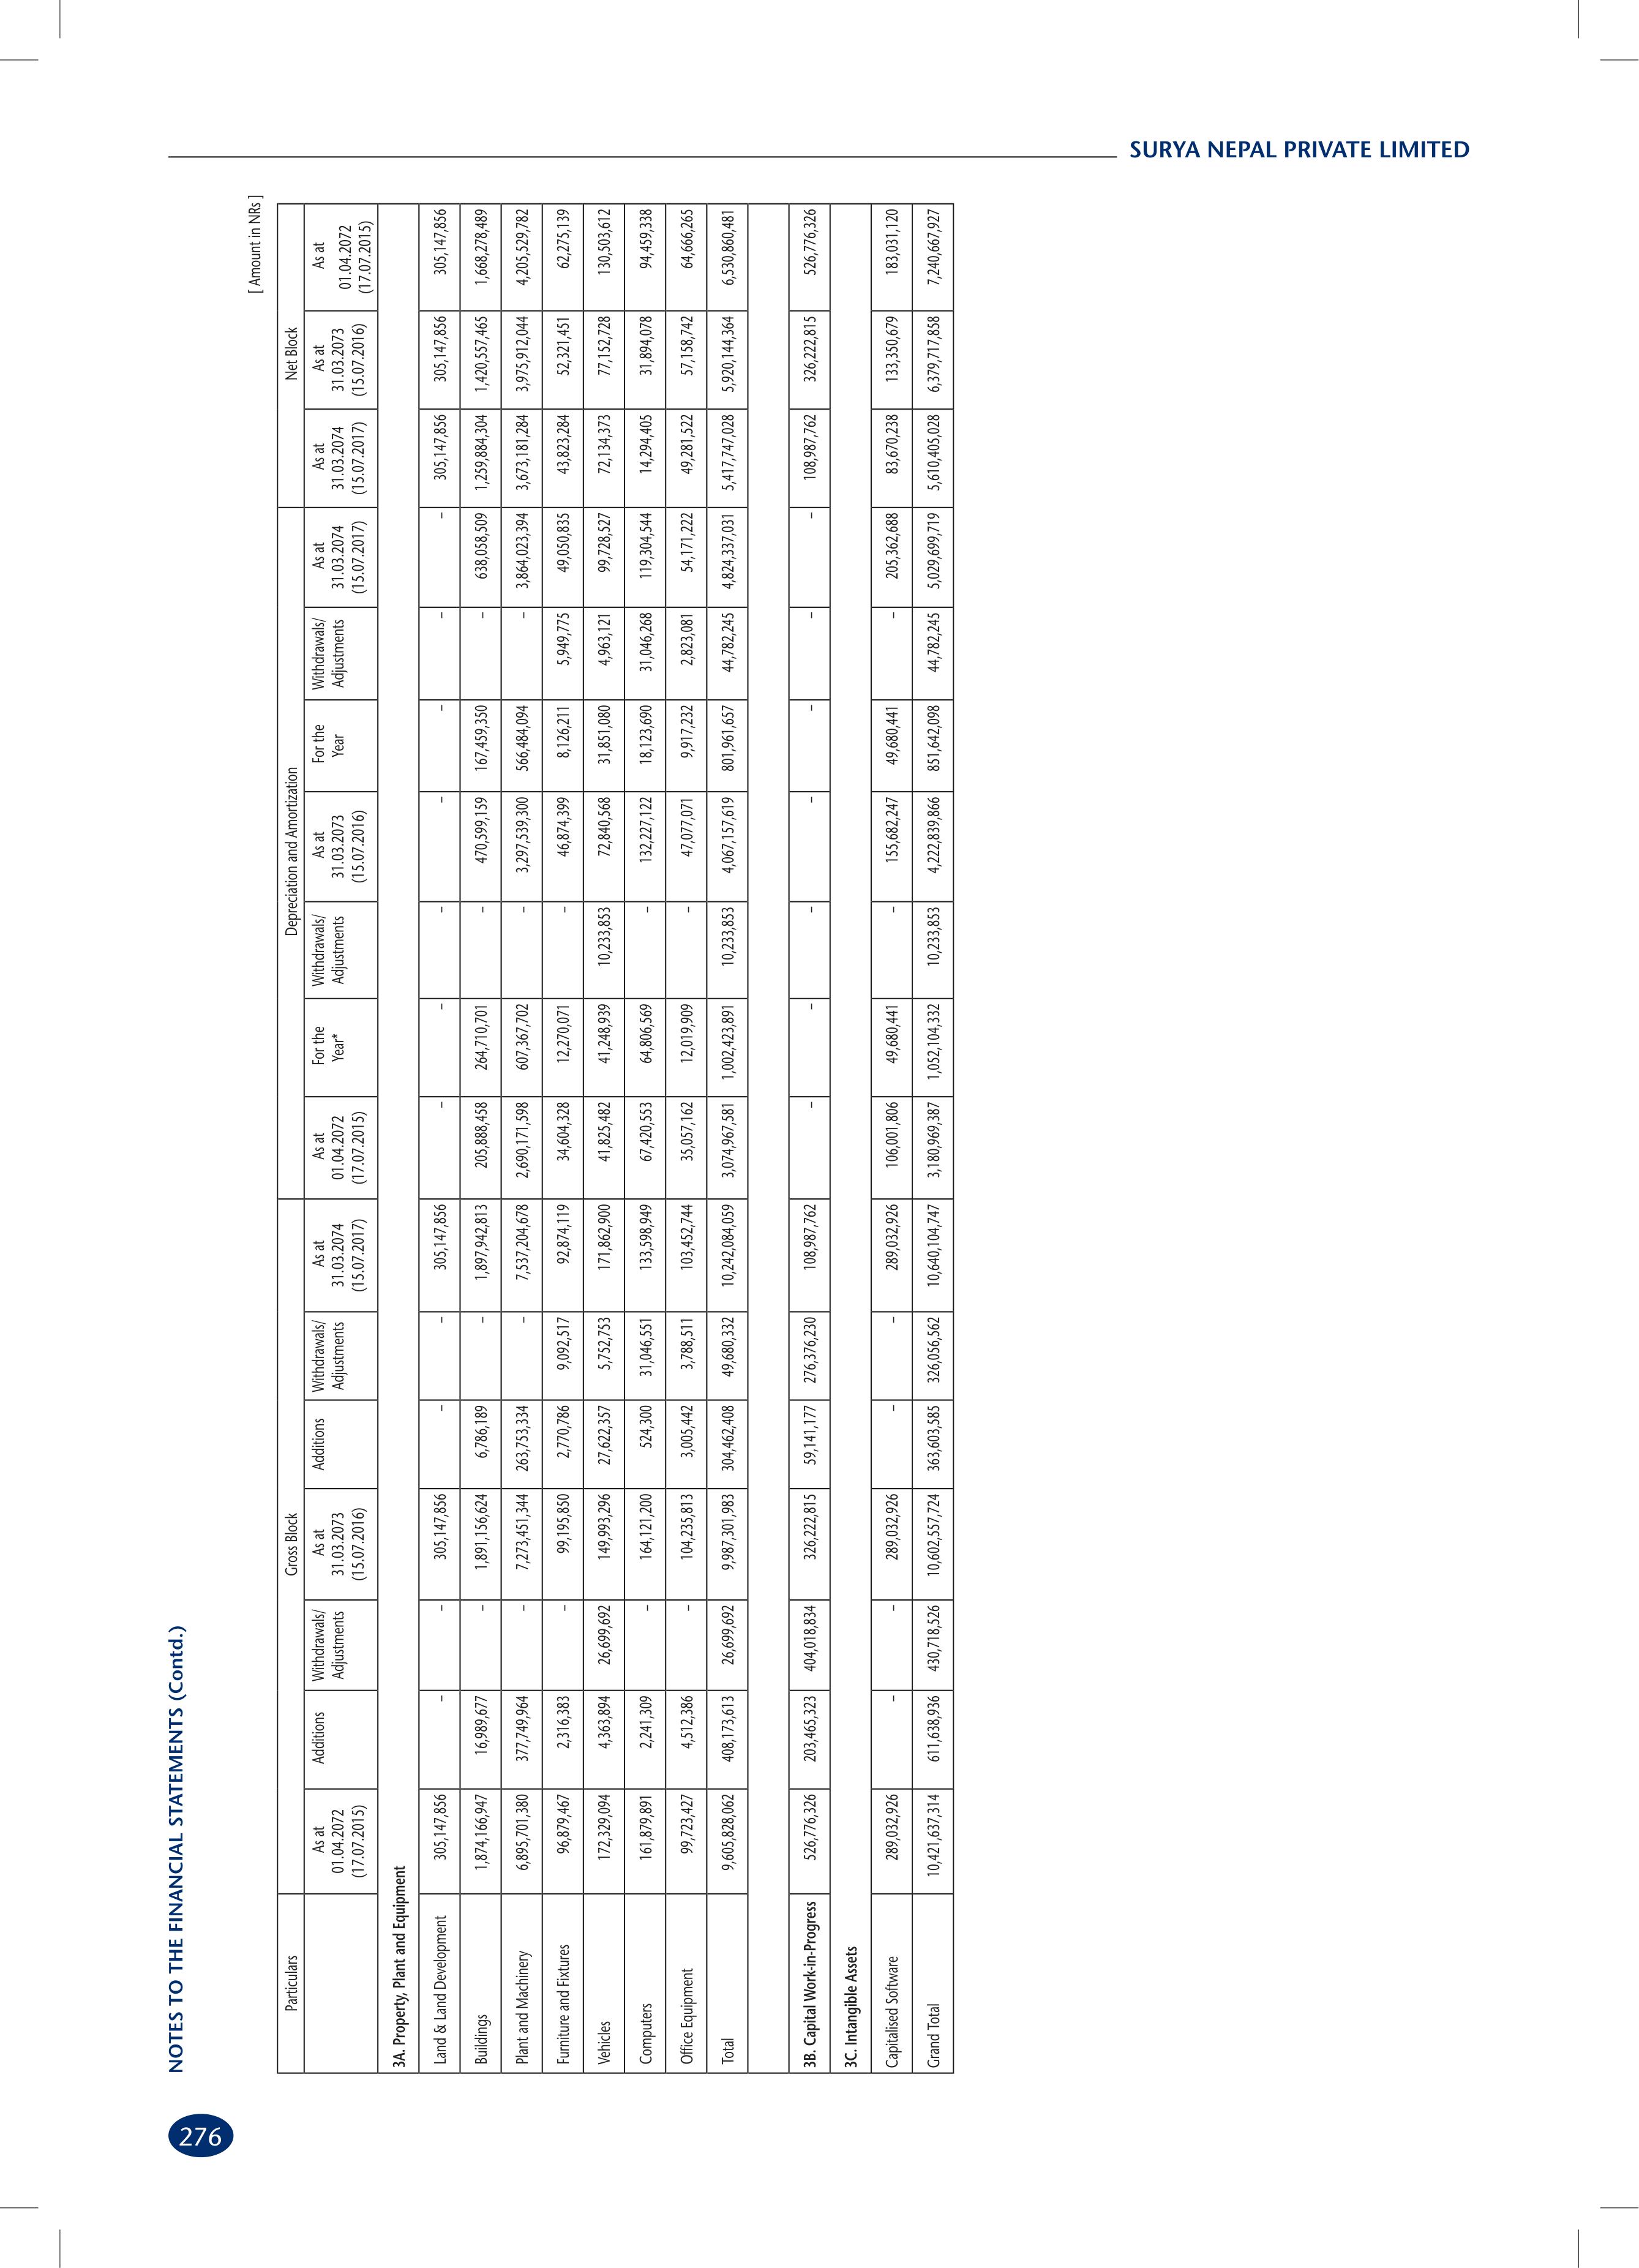 SURYA NEPAL PRIVATE LIMITED
NOTES TO THE FINANCIAL STATEMENTS (Contd.)
[ Amount in NRs ]
Particulars Gross Block Depreciation and Amortization Net Block
As at 01.04.2072 (17.07.2015) Additions Withdrawals/ Adjustments As at 31.03.2073 (15.07.2016) Additions Withdrawals/ Adjustments As at 31.03.2074 (15.07.2017) As at 01.04.2072 (17.07.2015) For the Year* Withdrawals/ Adjustments As at 31.03.2073 (15.07.2016) For the Year Withdrawals/ Adjustments As at 31.03.2074 (15.07.2017) As at 31.03.2074 (15.07.2017) As at 31.03.2073 (15.07.2016) As at 01.04.2072 (17.07.2015)
3A. Property, Plant and Equipment
Land & Land Development 305,147,856 – – 305,147,856 – – 305,147,856 – – – – – – – 305,147,856 305,147,856 305,147,856
Buildings 1,874,166,947 16,989,677 – 1,891,156,624 6,786,189 – 1,897,942,813 205,888,458 264,710,701 – 470,599,159 167,459,350 – 638,058,509 1,259,884,304 1,420,557,465 1,668,278,489
Plant and Machinery 6,895,701,380 377,749,964 – 7,273,451,344 263,753,334 – 7,537,204,678 2,690,171,598 607,367,702 – 3,297,539,300 566,484,094 – 3,864,023,394 3,673,181,284 3,975,912,044 4,205,529,782
Furniture and Fixtures 96,879,467 2,316,383 – 99,195,850 2,770,786 9,092,517 92,874,119 34,604,328 12,270,071 – 46,874,399 8,126,211 5,949,775 49,050,835 43,823,284 52,321,451 62,275,139
Vehicles 172,329,094 4,363,894 26,699,692 149,993,296 27,622,357 5,752,753 171,862,900 41,825,482 41,248,939 10,233,853 72,840,568 31,851,080 4,963,121 99,728,527 72,134,373 77,152,728 130,503,612
Computers 161,879,891 2,241,309 – 164,121,200 524,300 31,046,551 133,598,949 67,420,553 64,806,569 – 132,227,122 18,123,690 31,046,268 119,304,544 14,294,405 31,894,078 94,459,338
Office Equipment 99,723,427 4,512,386 – 104,235,813 3,005,442 3,788,511 103,452,744 35,057,162 12,019,909 – 47,077,071 9,917,232 2,823,081 54,171,222 49,281,522 57,158,742 64,666,265
Total 9,605,828,062 408,173,613 26,699,692 9,987,301,983 304,462,408 49,680,332 10,242,084,059 3,074,967,581 1,002,423,891 10,233,853 4,067,157,619 801,961,657 44,782,245 4,824,337,031 5,417,747,028 5,920,144,364 6,530,860,481
3B. Capital Work-in-Progress 526,776,326 203,465,323 404,018,834 326,222,815 59,141,177 276,376,230 108,987,762 – – – – – – – 108,987,762 326,222,815 526,776,326
3C. Intangible Assets
Capitalised Software 289,032,926 – – 289,032,926 – – 289,032,926 106,001,806 49,680,441 – 155,682,247 49,680,441 – 205,362,688 83,670,238 133,350,679 183,031,120
Grand Total 10,421,637,314 611,638,936 430,718,526 10,602,557,724 363,603,585 326,056,562 10,640,104,747 3,180,969,387 1,052,104,332 10,233,853 4,222,839,866 851,642,098 44,782,245 5,029,699,719 5,610,405,028 6,379,717,858 7,240,667,927
276